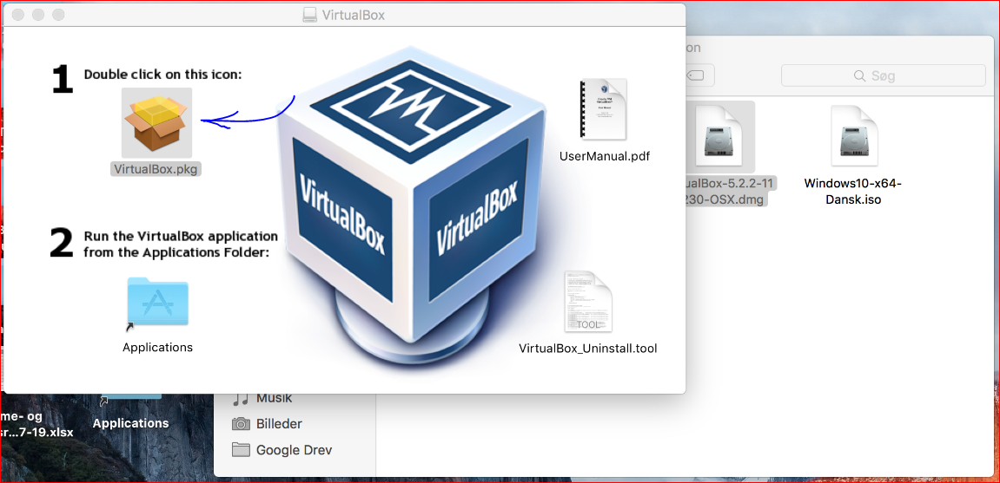 VirtualBox
1 Double click on this icon:
VirtualBox.pkg
2 Run the VirtualBox application
from the Applications Folder:
Applications
VirtualBox
VirtualBox
UserManual.pdf
TOOL
VirtualBox_Uninstall.tool
on
Søg
ualBox-5.2.2-11
230-OSX.dmg
Windows10-x64-
Dansk.iso
Musik
Billeder
Google Drev
me- og
sr...7-19.xlsx
Applications